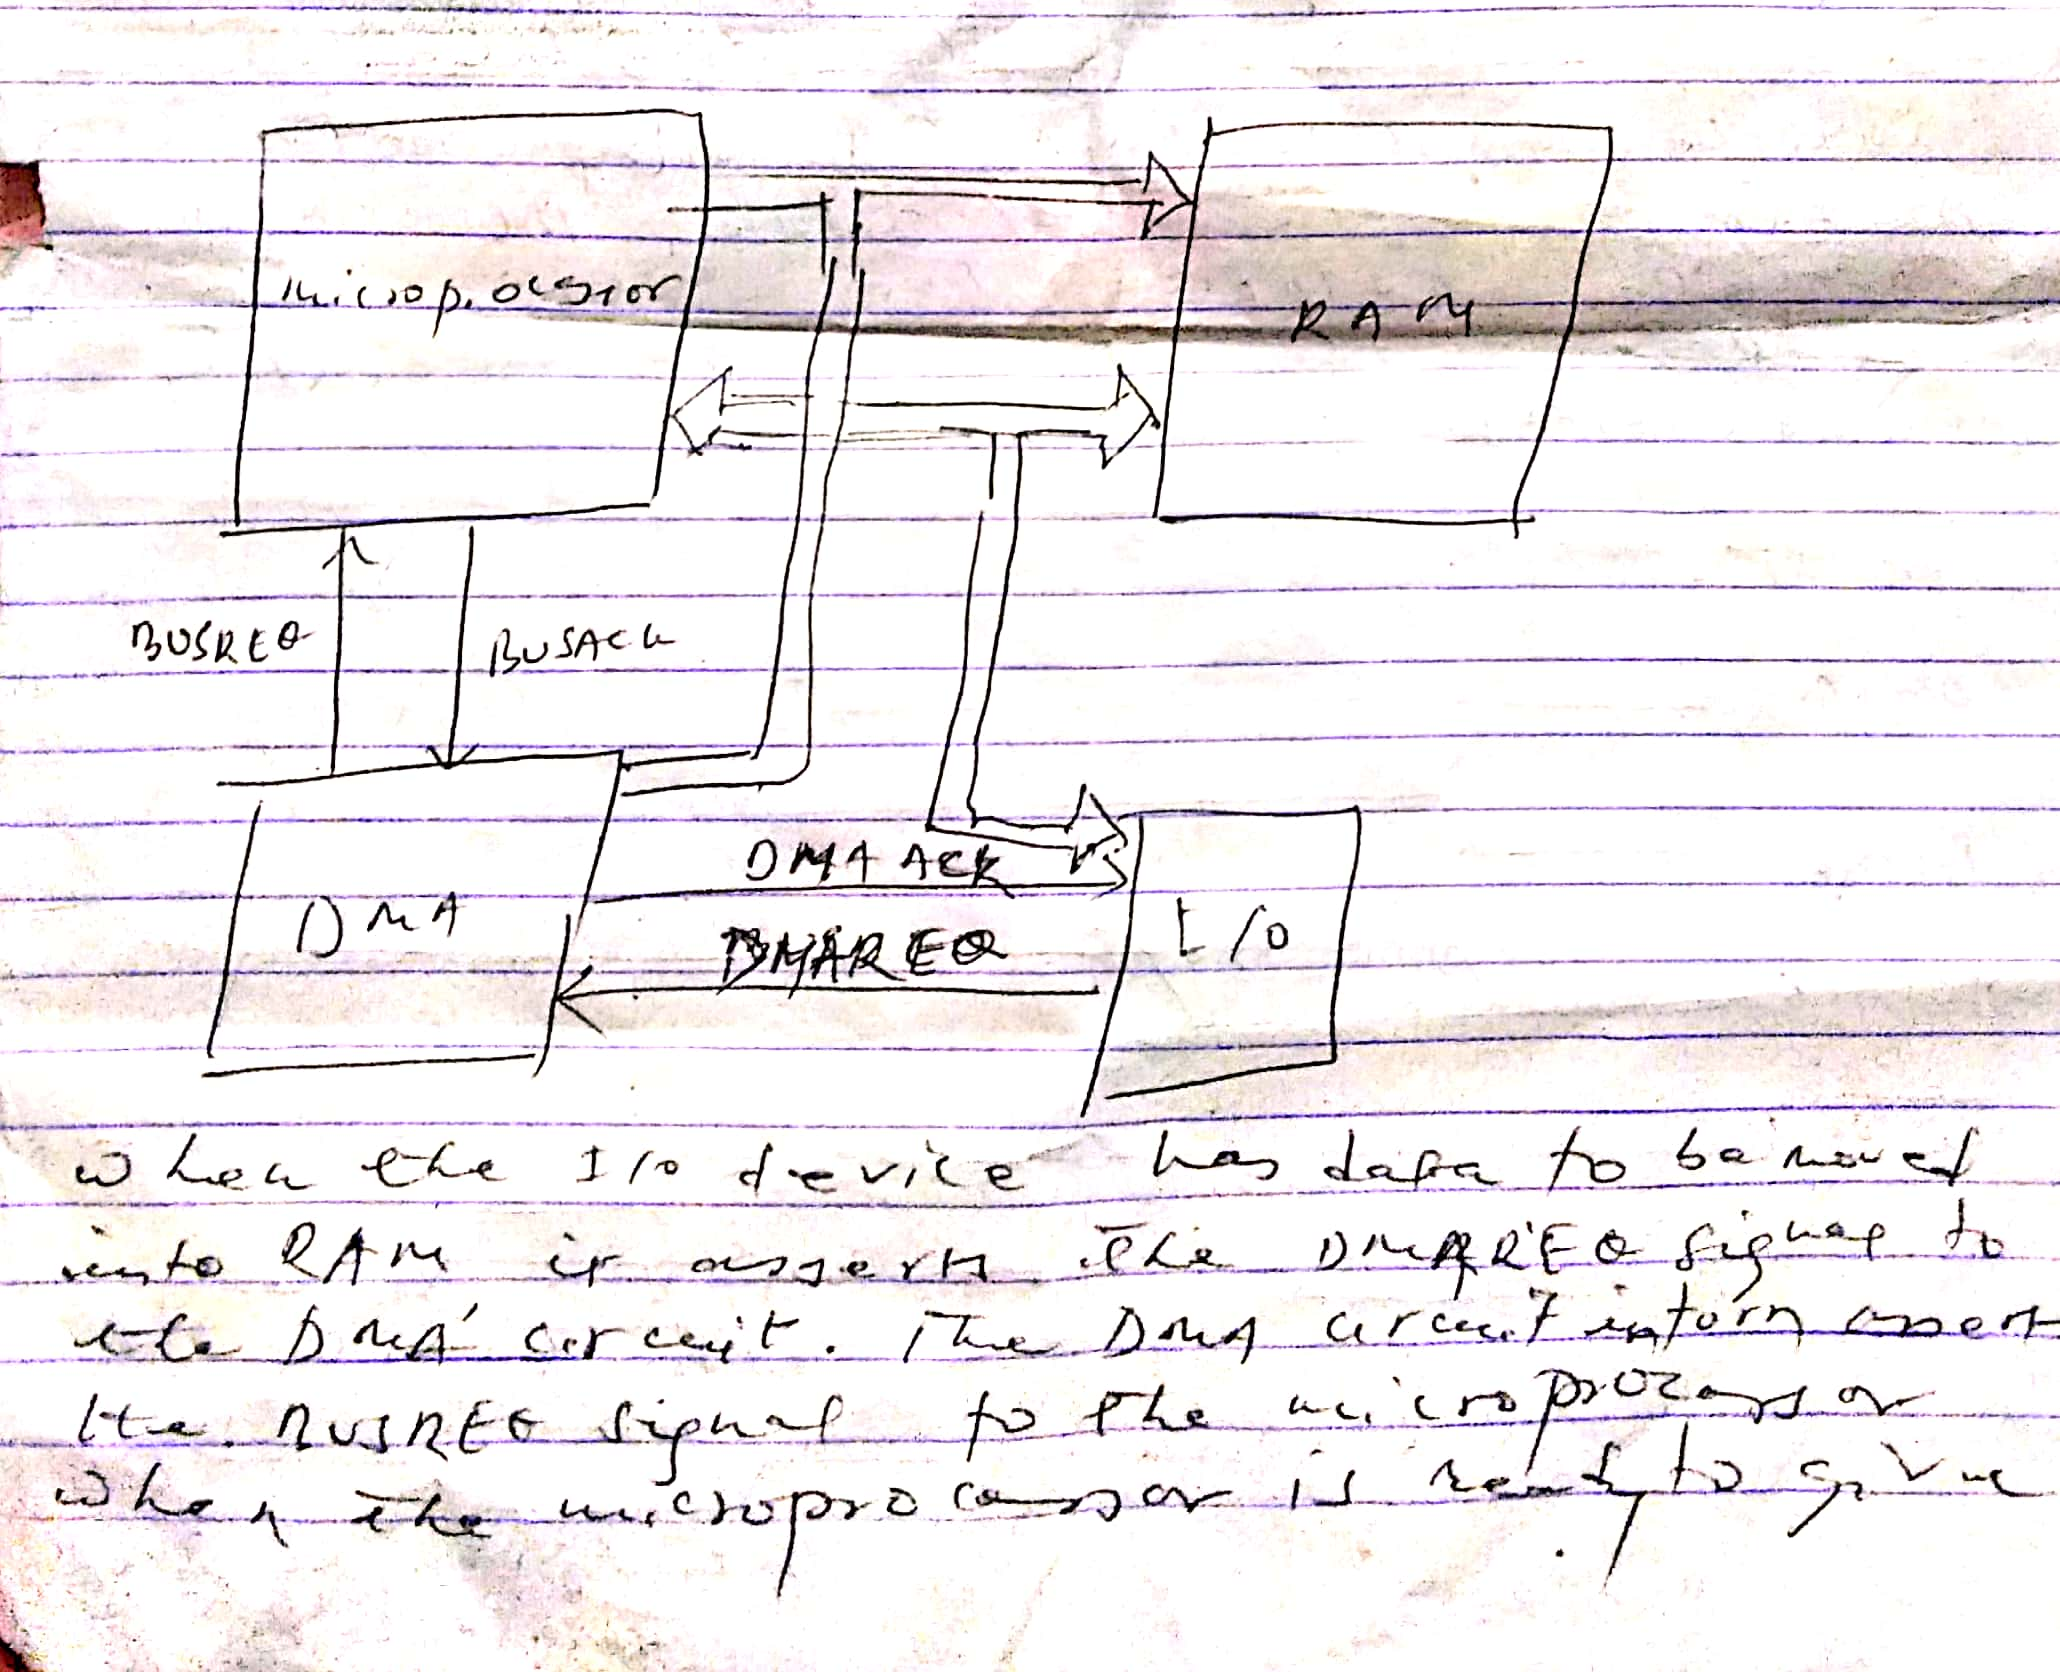 microprocessor
RAM
BUSREQ
BUSACK
DMA ACK
DMA
DMAREQ
I/O
when the I/O device has data to be moved
into RAM it asserts the DMAREQ signal to
the DMA circuit. The DMA circuit inturn assert
the BUSREQ signal to the microprocessor
when the microprocessor is ready to give